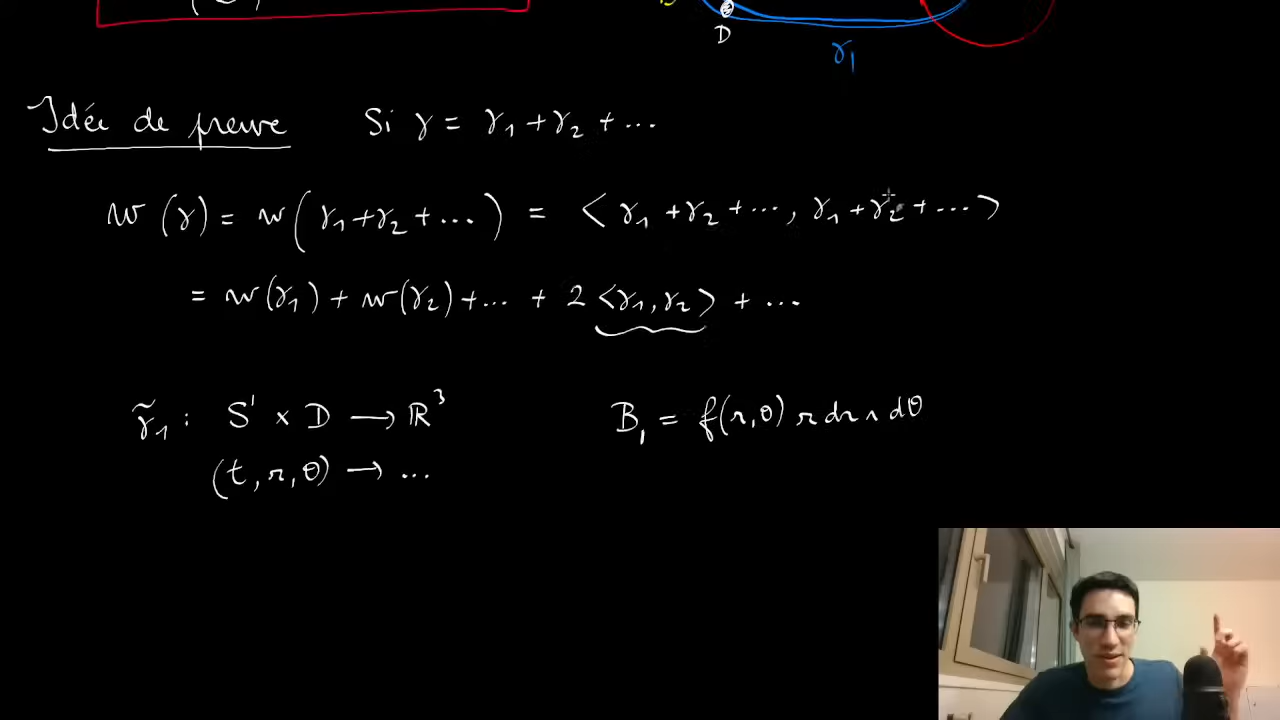 D
γ₁
Idée de preuve Si γ = γ₁ + γ₂ + ...
w(γ) = w(γ₁ + γ₂ + ...) = <γ₁ + γ₂ + ..., γ₁ + γ₂ + ...>
= w(γ₁) + w(γ₂) + ... + 2 <γ₁, γ₂> + ...
γ̃₁ : S¹ × D → ℝ³ B₁ = f(r, θ) r dr ∧ dθ
(t, r, θ) → ...